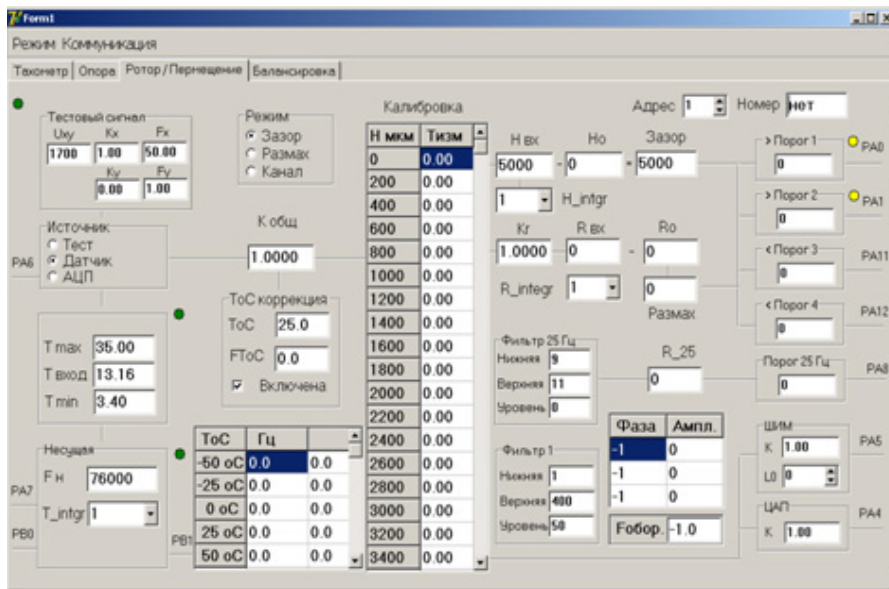 Form1
Режим Коммуникация
Тахометр Опора Ротор/Пермещение Балансировка
Тестовый сигнал
Uxy Kx Fx
1700 1.00 50.00
Ky Fy
0.00 1.00
Режим
Зазор
Размах
Канал
Калибровка
H мкм Тизм
0 0.00
200 0.00
400 0.00
600 0.00
800 0.00
1000 0.00
1200 0.00
1400 0.00
1600 0.00
1800 0.00
2000 0.00
2200 0.00
2400 0.00
2600 0.00
2800 0.00
3000 0.00
3200 0.00
3400 0.00
Адрес 1 Номер нет
H вх Hо Зазор
5000 - 0 = 5000
1 H_intgr
Kr R вх Rо
1.0000 0 - 0
R_integr 1 0
Размах
> Порог 1
0
PA0
> Порог 2
0
PA1
< Порог 3
0
PA11
< Порог 4
0
PA12
Источник
Тест
Датчик
АЦП
PA6
K общ
1.0000
ToC коррекция
ToC 25.0
FToC 0.0
Включена
T max 35.00
T вход 13.16
T min 3.40
Фильтр 25 Гц
Нижняя 9
Верхняя 11
Уровень 0
R_25
0
Порог 25 Гц
0
PA8
Несущая
Fн 76000
T_intgr 1
PA7
PB0
PB1
ToC Гц
-50 oC 0.0 0.0
-25 oC 0.0 0.0
0 oC 0.0 0.0
25 oC 0.0 0.0
50 oC 0.0 0.0
Фильтр 1
Нижняя 1
Верхняя 400
Уровень 50
Фаза Ампл.
-1 0
-1 0
-1 0
Fобор. -1.0
ШИМ
K 1.00
L0 0
PA5
ЦАП
K 1.00
PA4